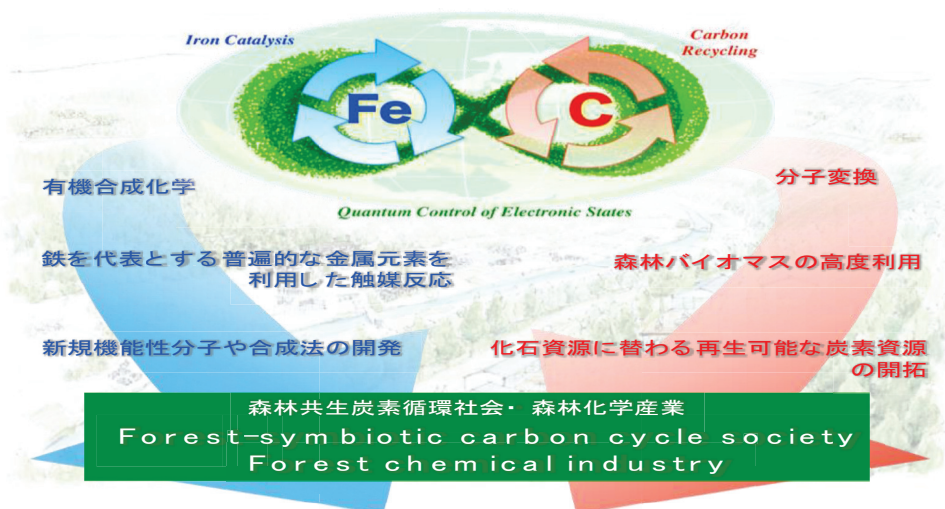 Iron Catalysis
Carbon
Recycling
Fe
C
有機合成化学
分子変換
Quantum Control of Electronic States
鉄を代表とする普遍的な金属元素を
利用した触媒反応
森林バイオマスの高度利用
新規機能性分子や合成法の開発
化石資源に替わる再生可能な炭素資源
の開拓
森林共生炭素循環社会・森林化学産業
Forest-symbiotic carbon cycle society
Forest chemical industry